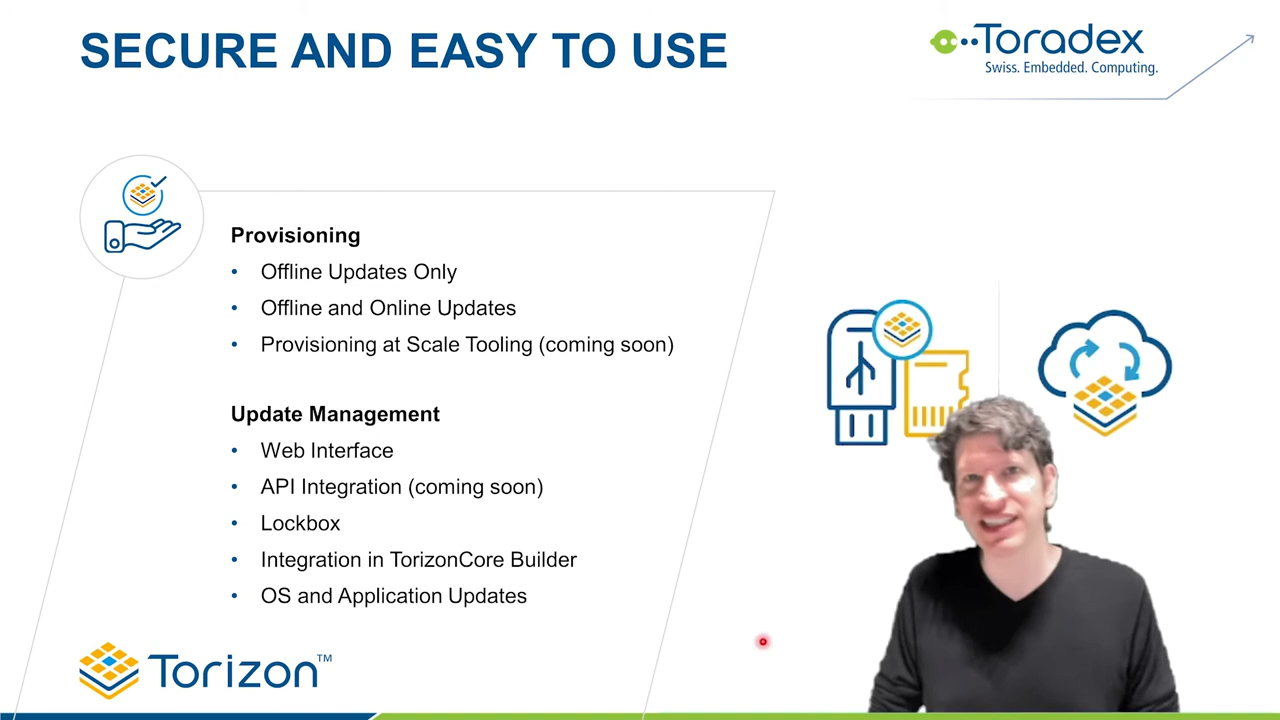 SECURE AND EASY TO USE
Toradex
Swiss. Embedded. Computing.
Provisioning
• Offline Updates Only
• Offline and Online Updates
• Provisioning at Scale Tooling (coming soon)
Update Management
• Web Interface
• API Integration (coming soon)
• Lockbox
• Integration in TorizonCore Builder
• OS and Application Updates
Torizon™